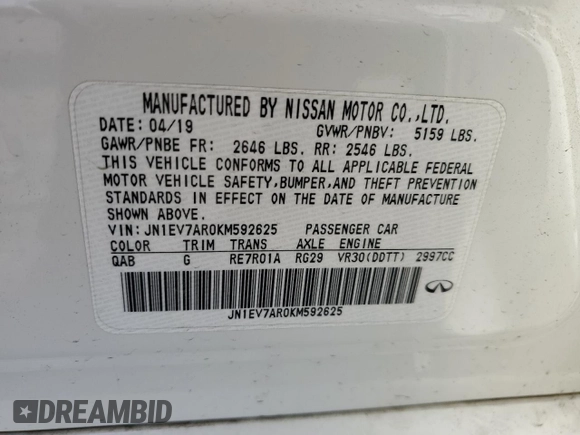 MANUFACTURED BY NISSAN MOTOR CO.,LTD.
DATE: 04/19 GVWR/PNBV: 5159 LBS.
GAWR/PNBE FR: 2646 LBS. RR: 2546 LBS.
THIS VEHICLE CONFORMS TO ALL APPLICABLE FEDERAL
MOTOR VEHICLE SAFETY,BUMPER,AND THEFT PREVENTION
STANDARDS IN EFFECT ON THE DATE OF MANUFACTURE
SHOWN ABOVE.
VIN: JN1EV7AR0KM592625 PASSENGER CAR
COLOR TRIM TRANS AXLE ENGINE
QAB G RE7R01A RG29 VR30(DDTT) 2997CC
JN1EV7AR0KM592625
DREAMBID